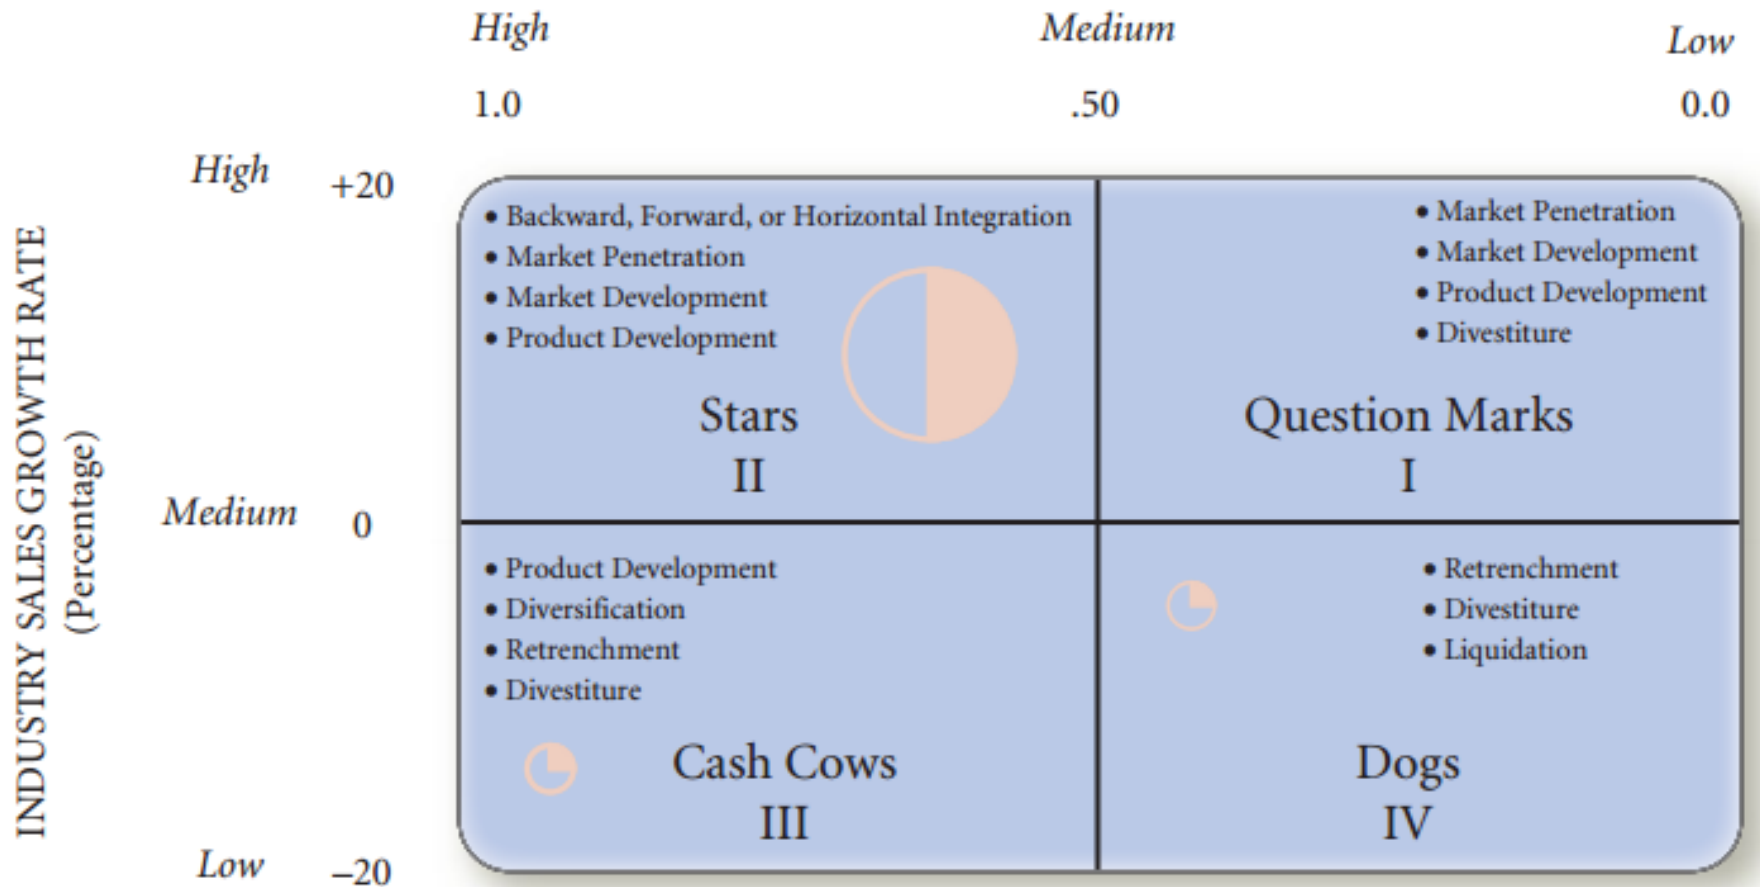 High Medium Low
1.0 .50 0.0
INDUSTRY SALES GROWTH RATE
(Percentage)
High +20
Medium 0
Low –20
• Backward, Forward, or Horizontal Integration
• Market Penetration
• Market Development
• Product Development
Stars
II
• Market Penetration
• Market Development
• Product Development
• Divestiture
Question Marks
I
• Product Development
• Diversification
• Retrenchment
• Divestiture
Cash Cows
III
• Retrenchment
• Divestiture
• Liquidation
Dogs
IV